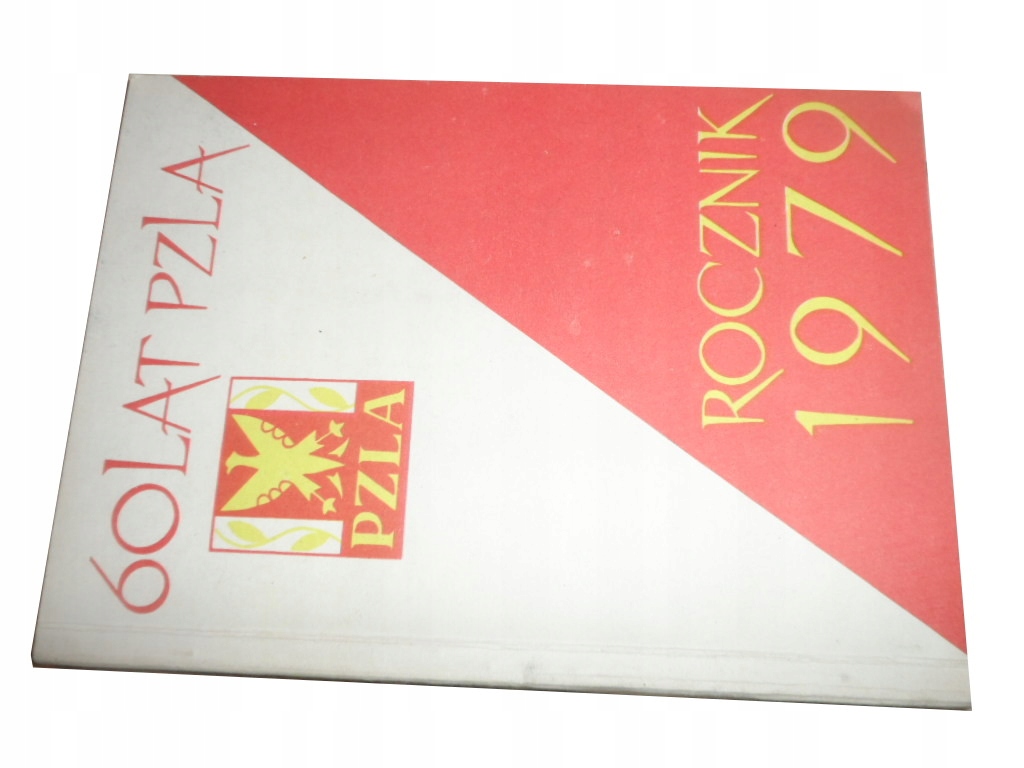 60 LAT PZLA
PZLA
ROCZNIK
1979